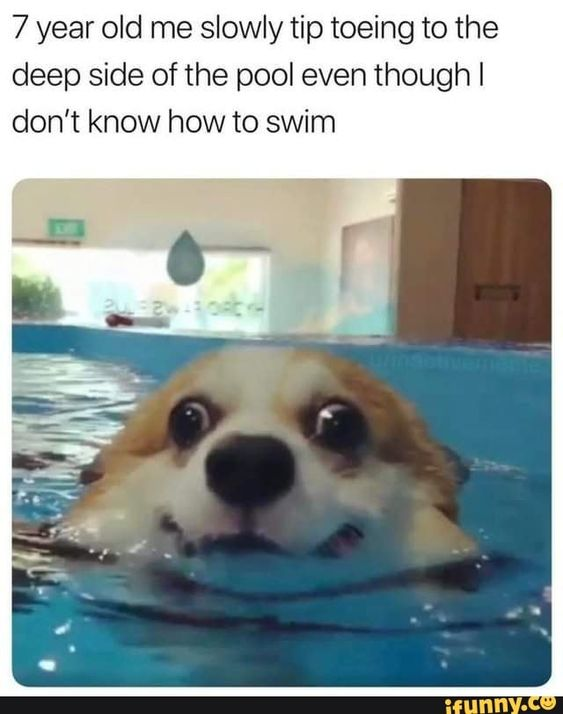 7 year old me slowly tip toeing to the
deep side of the pool even though I
don't know how to swim
EXIT
ifunny.co